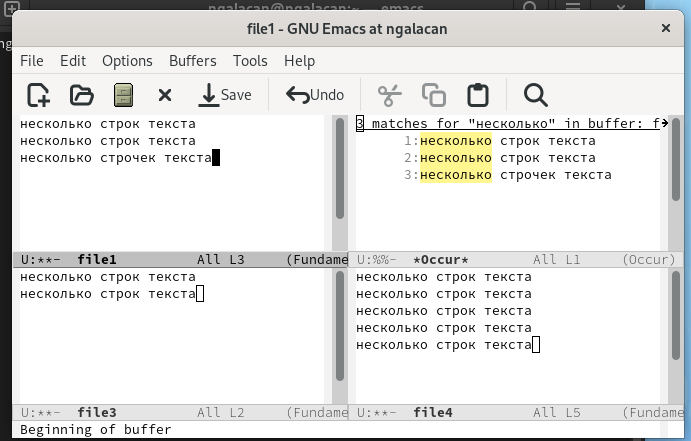 ngalacan@ngalacan:~ — emacs
file1 - GNU Emacs at ngalacan
File Edit Options Buffers Tools Help
Save Undo
несколько строк текста
несколько строк текста
несколько строчек текста
U:**- file1 All L3 (Fundame
3 matches for "несколько" in buffer: f
1:несколько строк текста
2:несколько строк текста
3:несколько строчек текста
U:%%- *Occur* All L1 (Occur)
несколько строк текста
несколько строк текста
U:**- file3 All L2 (Fundame
несколько строк текста
несколько строк текста
несколько строк текста
несколько строк текста
несколько строк текста
U:**- file4 All L5 (Fundame
Beginning of buffer